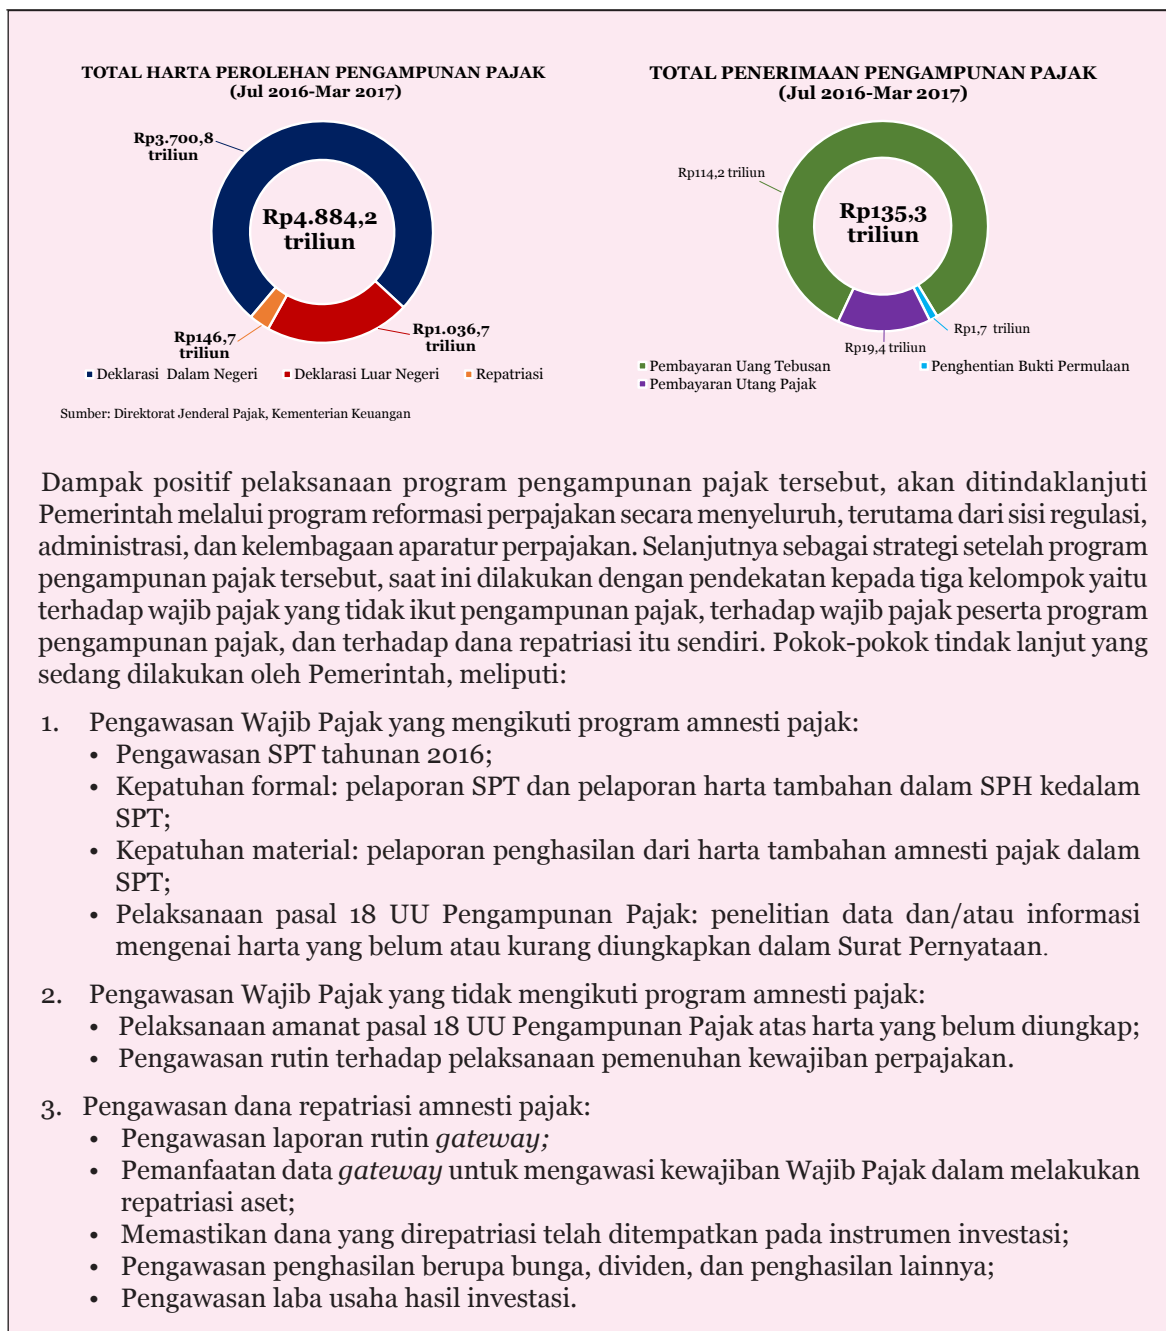 TOTAL HARTA PEROLEHAN PENGAMPUNAN PAJAK
(Jul 2016-Mar 2017)
Rp3.700,8
triliun
Rp4.884,2
triliun
Rp146,7
triliun
Rp1.036,7
triliun
Deklarasi Dalam Negeri
Deklarasi Luar Negeri
Repatriasi
TOTAL PENERIMAAN PENGAMPUNAN PAJAK
(Jul 2016-Mar 2017)
Rp114,2 triliun
Rp135,3
triliun
Rp1,7 triliun
Rp19,4 triliun
Pembayaran Uang Tebusan
Penghentian Bukti Permulaan
Pembayaran Utang Pajak
Sumber: Direktorat Jenderal Pajak, Kementerian Keuangan
Dampak positif pelaksanaan program pengampunan pajak tersebut, akan ditindaklanjuti
Pemerintah melalui program reformasi perpajakan secara menyeluruh, terutama dari sisi regulasi,
administrasi, dan kelembagaan aparatur perpajakan. Selanjutnya sebagai strategi setelah program
pengampunan pajak tersebut, saat ini dilakukan dengan pendekatan kepada tiga kelompok yaitu
terhadap wajib pajak yang tidak ikut pengampunan pajak, terhadap wajib pajak peserta program
pengampunan pajak, dan terhadap dana repatriasi itu sendiri. Pokok-pokok tindak lanjut yang
sedang dilakukan oleh Pemerintah, meliputi:
1. Pengawasan Wajib Pajak yang mengikuti program amnesti pajak:
• Pengawasan SPT tahunan 2016;
• Kepatuhan formal: pelaporan SPT dan pelaporan harta tambahan dalam SPH kedalam
SPT;
• Kepatuhan material: pelaporan penghasilan dari harta tambahan amnesti pajak dalam
SPT;
• Pelaksanaan pasal 18 UU Pengampunan Pajak: penelitian data dan/atau informasi
mengenai harta yang belum atau kurang diungkapkan dalam Surat Pernyataan.
2. Pengawasan Wajib Pajak yang tidak mengikuti program amnesti pajak:
• Pelaksanaan amanat pasal 18 UU Pengampunan Pajak atas harta yang belum diungkap;
• Pengawasan rutin terhadap pelaksanaan pemenuhan kewajiban perpajakan.
3. Pengawasan dana repatriasi amnesti pajak:
• Pengawasan laporan rutin gateway;
• Pemanfaatan data gateway untuk mengawasi kewajiban Wajib Pajak dalam melakukan
repatriasi aset;
• Memastikan dana yang direpatriasi telah ditempatkan pada instrumen investasi;
• Pengawasan penghasilan berupa bunga, dividen, dan penghasilan lainnya;
• Pengawasan laba usaha hasil investasi.